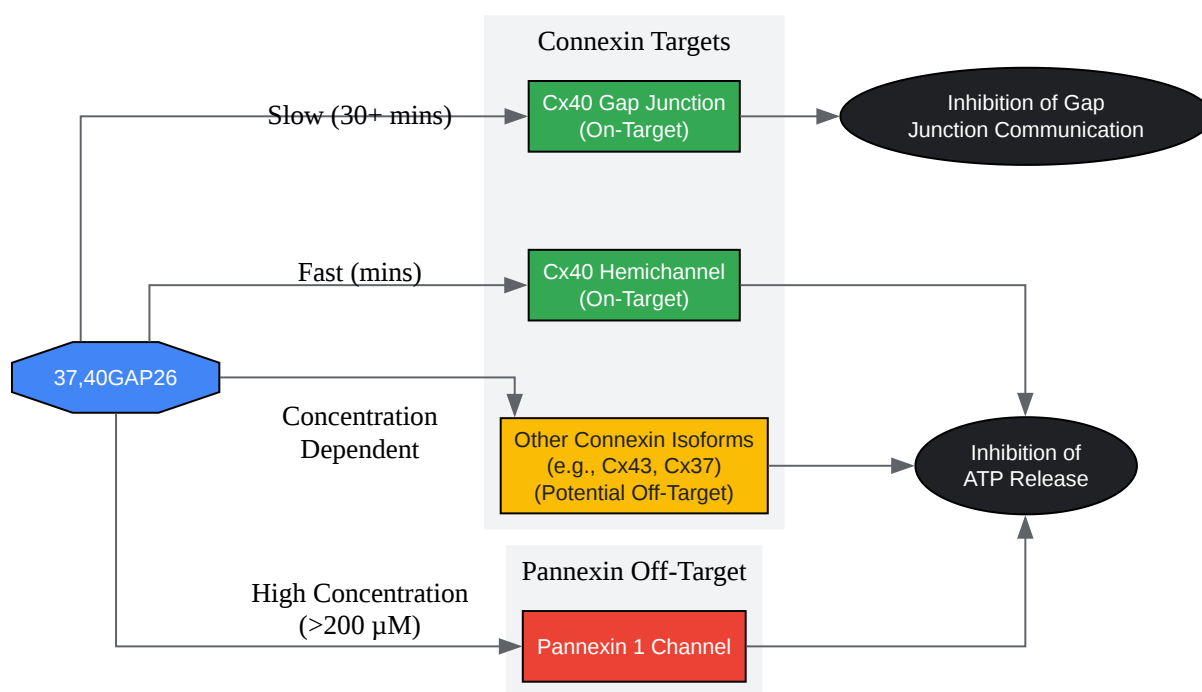 Connexin Targets
Slow (30+ mins)
Cx40 Gap Junction
(On-Target)
Inhibition of Gap
Junction Communication
Fast (mins)
Cx40 Hemichannel
(On-Target)
37,40GAP26
Concentration
Dependent
Other Connexin Isoforms
(e.g., Cx43, Cx37)
(Potential Off-Target)
Inhibition of
ATP Release
Pannexin Off-Target
High Concentration
(>200 µM)
Pannexin 1 Channel